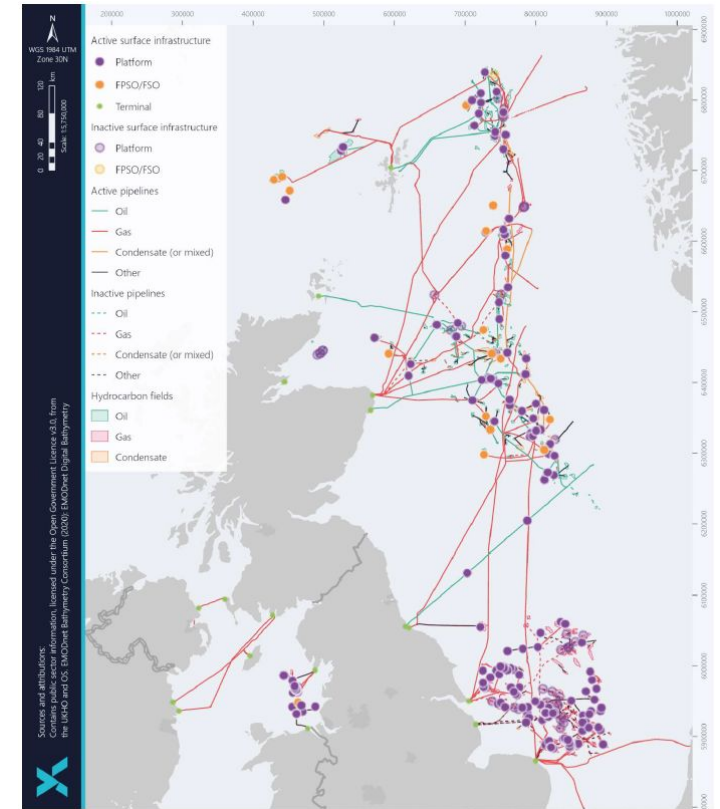 200000 300000 400000 500000 600000 700000 800000 900000 1000000
N
WGS 1984 UTM
Zone 30N
0 20 40 80 120
km
Scale: 1:5,750,000
Active surface infrastructure
Platform
FPSO/FSO
Terminal
Inactive surface infrastructure
Platform
FPSO/FSO
Active pipelines
Oil
Gas
Condensate (or mixed)
Other
Inactive pipelines
Oil
Gas
Condensate (or mixed)
Other
Hydrocarbon fields
Oil
Gas
Condensate
6900000
6800000
6700000
6600000
6500000
6400000
6300000
6200000
6100000
6000000
5900000
Sources and attributions:
Contains public sector information, licensed under the Open Government Licence v3.0, from
the UKHO and OS. EMODnet Bathymetry Consortium (2020): EMODnet Digital Bathymetry